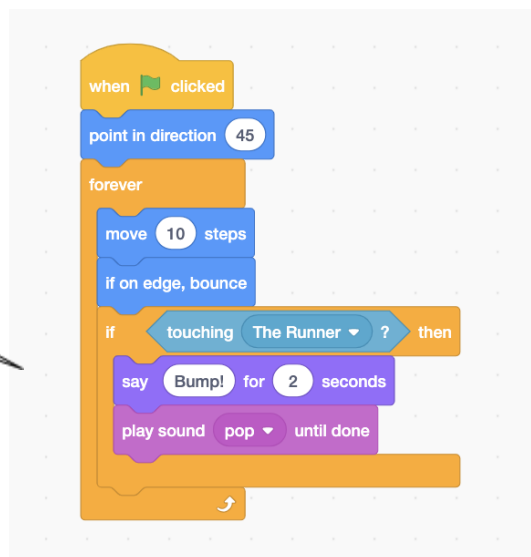 when clicked
point in direction 45
forever
move 10 steps
if on edge, bounce
if touching The Runner ? then
say Bump! for 2 seconds
play sound pop until done